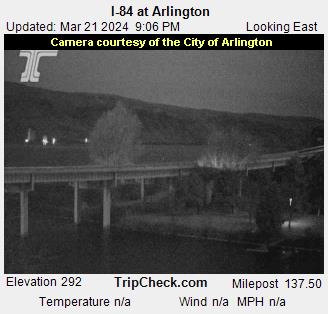 I-84 at Arlington
Updated: Mar 21 2024 9:06 PM Looking East
Camera courtesy of the City of Arlington
Elevation 292 TripCheck.com Milepost 137.50
Temperature n/a Wind n/a MPH n/a